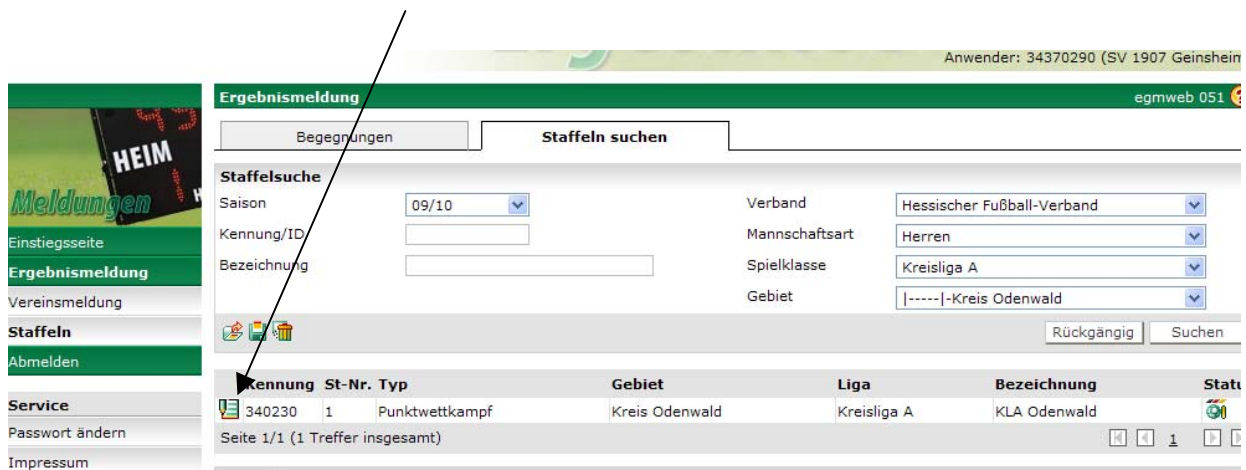 Anwender: 34370290 (SV 1907 Geinsheim
Ergebnismeldung egmweb 051
Begegnungen Staffeln suchen
HEIM
Meldungen
Einstiegsseite
Ergebnismeldung
Vereinsmeldung
Staffeln
Abmelden
Service
Passwort ändern
Impressum
Staffelsuche
Saison 09/10 Verband Hessischer Fußball-Verband
Kennung/ID Mannschaftsart Herren
Bezeichnung Spielklasse Kreisliga A
Gebiet |-----|-Kreis Odenwald
Rückgängig Suchen
Kennung St-Nr. Typ Gebiet Liga Bezeichnung Statu
340230 1 Punktwettkampf Kreis Odenwald Kreisliga A KLA Odenwald
Seite 1/1 (1 Treffer insgesamt) 1